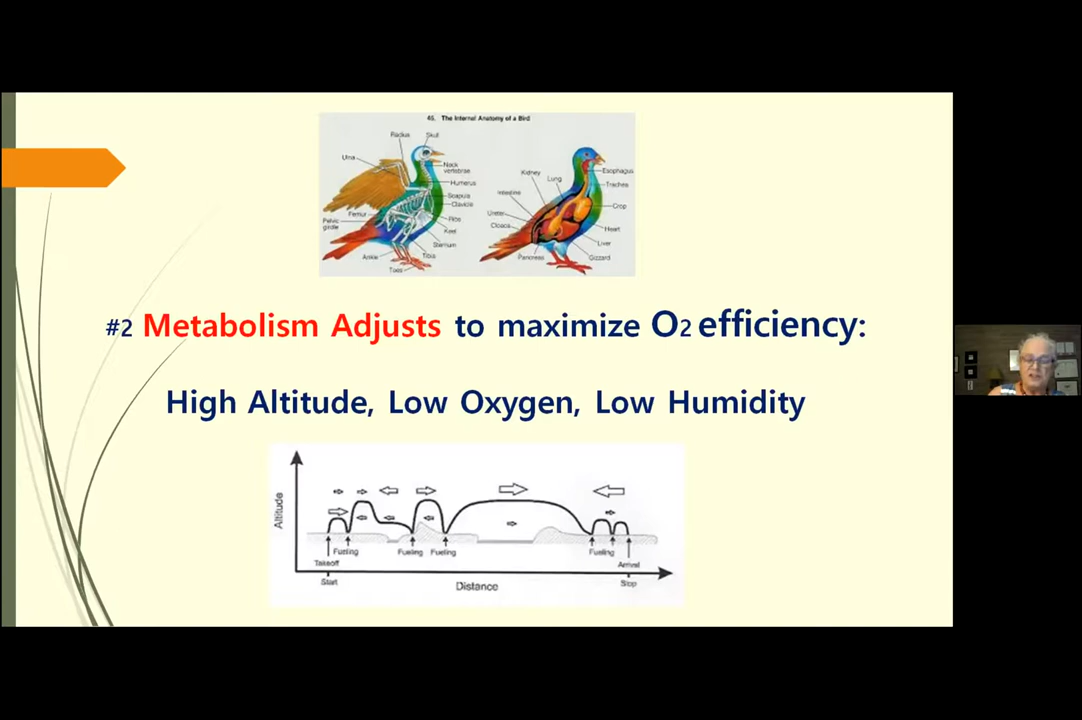 45. The Internal Anatomy of a Bird
Radius
Skull
Ulna
Neck
vertebrae
Humerus
Scapula
Clavicle
Femur
Ribs
Pelvic
girdle
Keel
Sternum
Ankle
Tibia
Toes
Kidney
Lung
Esophagus
Trachea
Intestine
Crop
Ureter
Cloaca
Heart
Liver
Pancreas
Gizzard
#2 Metabolism Adjusts to maximize O2 efficiency:
High Altitude, Low Oxygen, Low Humidity
Altitude
Fueling
Fueling
Fueling
Fueling
Takeoff
Arrival
Start
Distance
Stop